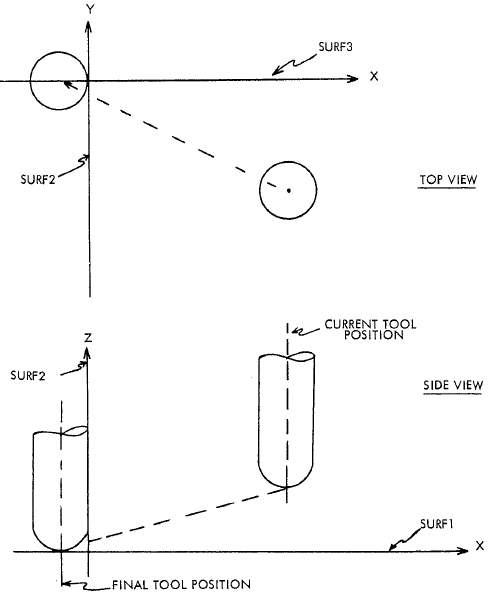 Y
SURF3
X
SURF2
TOP VIEW
CURRENT TOOL
POSITION
Z
SURF2
SIDE VIEW
SURF1
X
FINAL TOOL POSITION